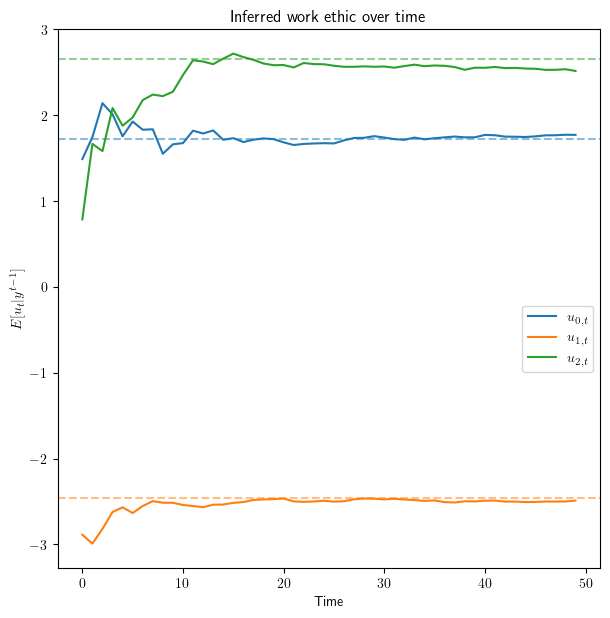 Inferred work ethic over time
3
2
1
0
−1
−2
−3
E[u_t|y^{t−1}]
u_{0,t}
u_{1,t}
u_{2,t}
0 10 20 30 40 50
Time